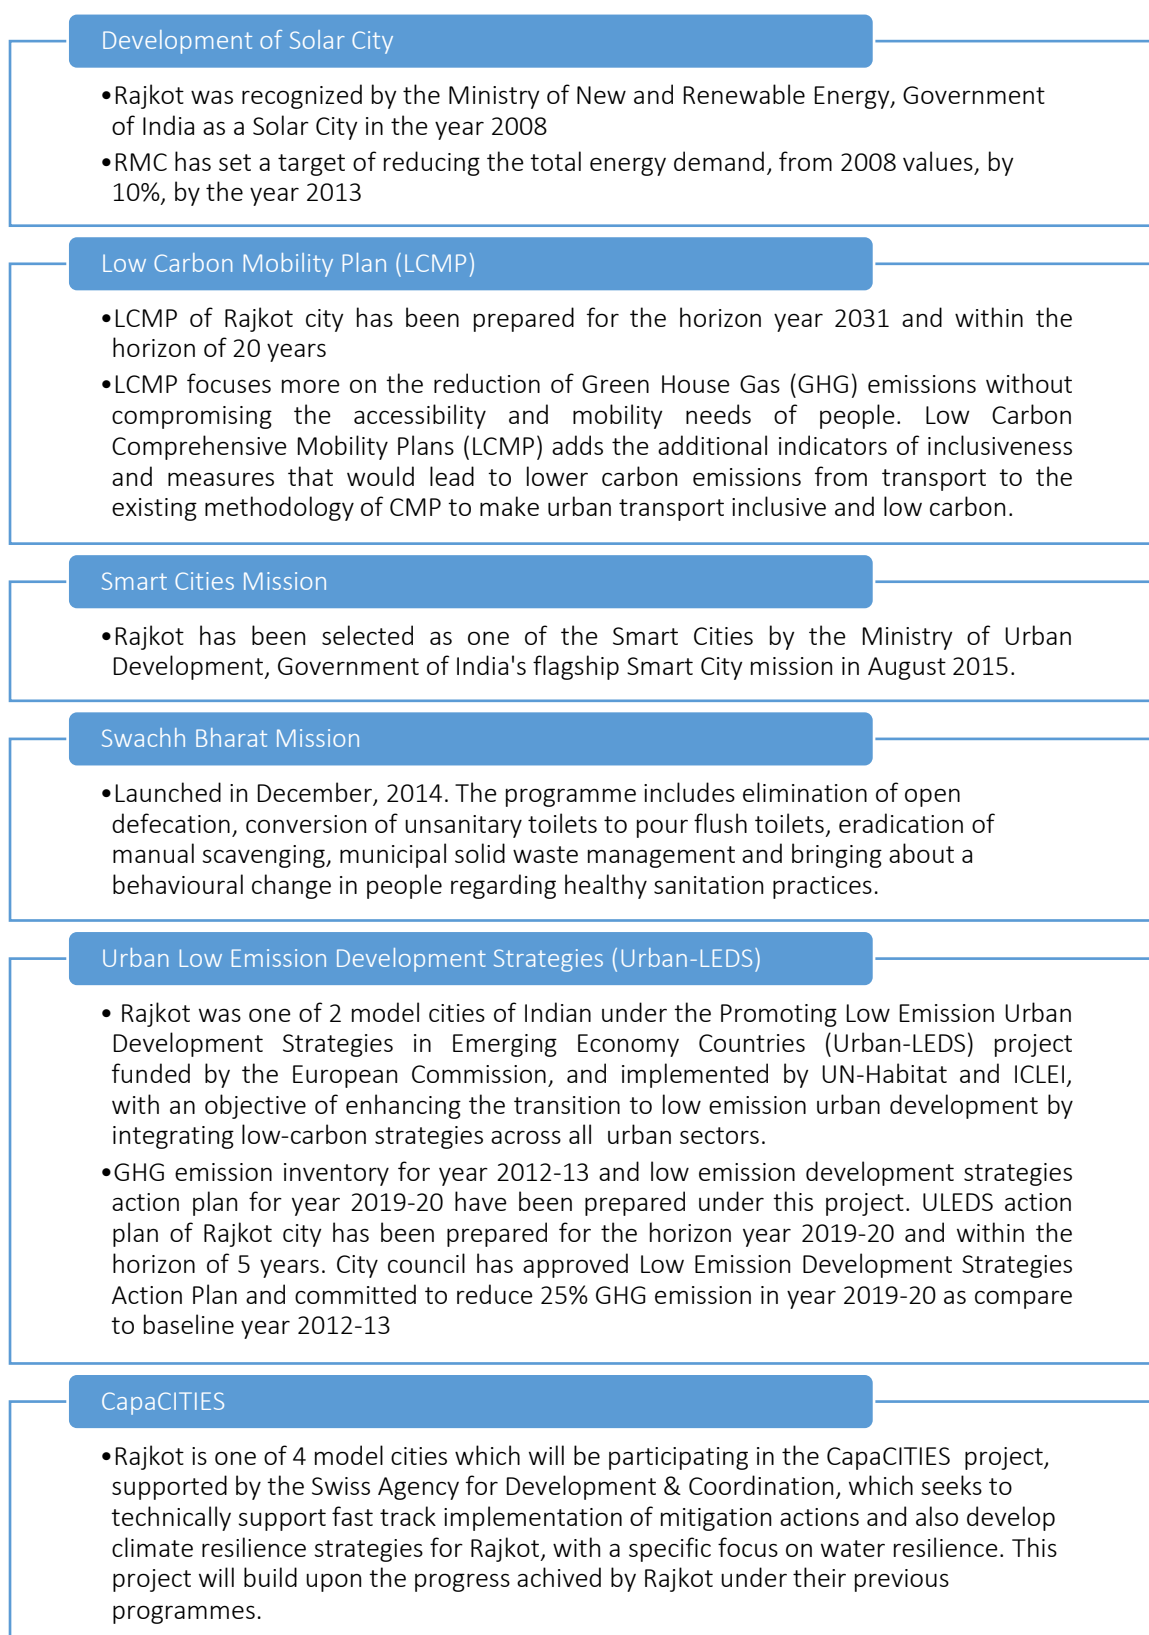 Development of Solar City
•Rajkot was recognized by the Ministry of New and Renewable Energy, Government
of India as a Solar City in the year 2008
•RMC has set a target of reducing the total energy demand, from 2008 values, by
10%, by the year 2013
Low Carbon Mobility Plan (LCMP)
•LCMP of Rajkot city has been prepared for the horizon year 2031 and within the
horizon of 20 years
•LCMP focuses more on the reduction of Green House Gas (GHG) emissions without
compromising the accessibility and mobility needs of people. Low Carbon
Comprehensive Mobility Plans (LCMP) adds the additional indicators of inclusiveness
and measures that would lead to lower carbon emissions from transport to the
existing methodology of CMP to make urban transport inclusive and low carbon.
Smart Cities Mission
•Rajkot has been selected as one of the Smart Cities by the Ministry of Urban
Development, Government of India's flagship Smart City mission in August 2015.
Swachh Bharat Mission
•Launched in December, 2014. The programme includes elimination of open
defecation, conversion of unsanitary toilets to pour flush toilets, eradication of
manual scavenging, municipal solid waste management and bringing about a
behavioural change in people regarding healthy sanitation practices.
Urban Low Emission Development Strategies (Urban-LEDS)
• Rajkot was one of 2 model cities of Indian under the Promoting Low Emission Urban
Development Strategies in Emerging Economy Countries (Urban-LEDS) project
funded by the European Commission, and implemented by UN-Habitat and ICLEI,
with an objective of enhancing the transition to low emission urban development by
integrating low-carbon strategies across all urban sectors.
•GHG emission inventory for year 2012-13 and low emission development strategies
action plan for year 2019-20 have been prepared under this project. ULEDS action
plan of Rajkot city has been prepared for the horizon year 2019-20 and within the
horizon of 5 years. City council has approved Low Emission Development Strategies
Action Plan and committed to reduce 25% GHG emission in year 2019-20 as compare
to baseline year 2012-13
CapaCITIES
•Rajkot is one of 4 model cities which will be participating in the CapaCITIES project,
supported by the Swiss Agency for Development & Coordination, which seeks to
technically support fast track implementation of mitigation actions and also develop
climate resilience strategies for Rajkot, with a specific focus on water resilience. This
project will build upon the progress achived by Rajkot under their previous
programmes.